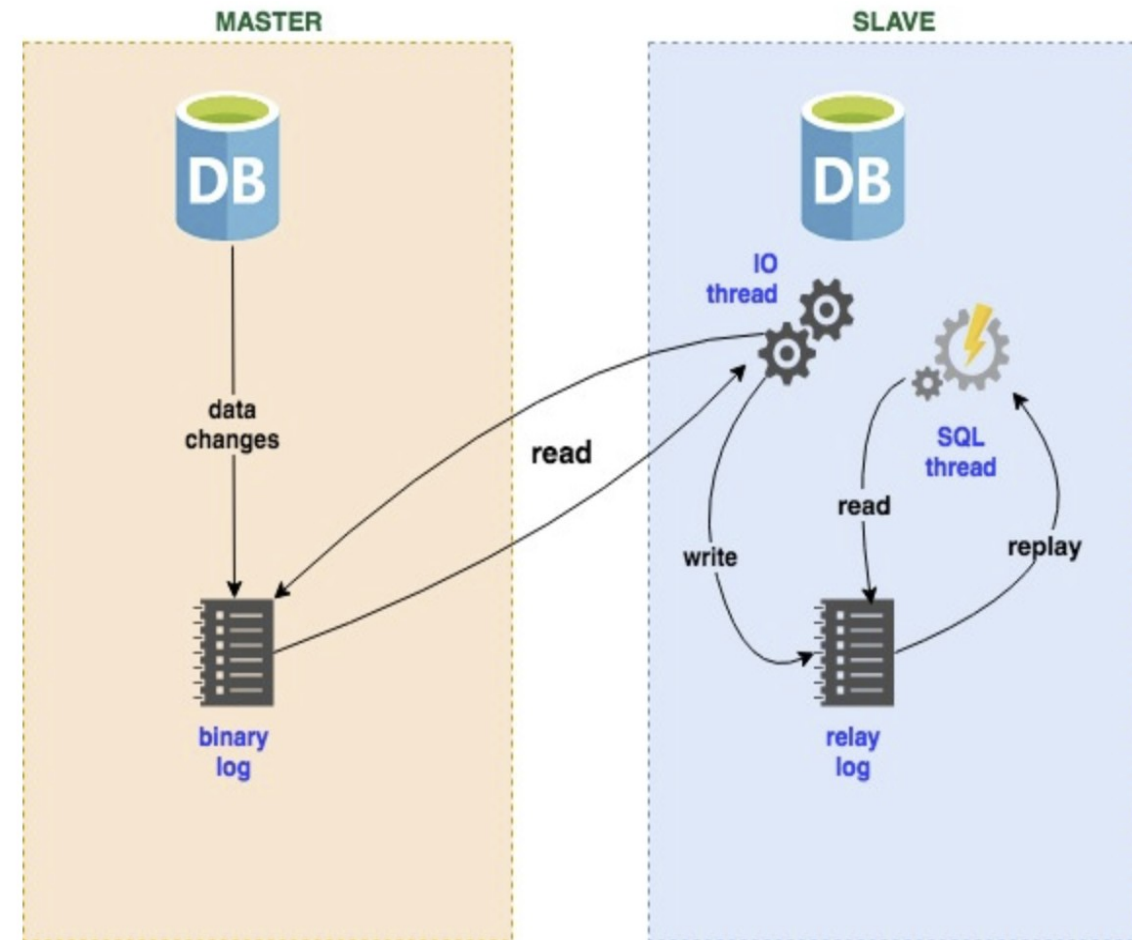 MASTER
SLAVE
DB
DB
IO
thread
data
changes
read
SQL
thread
read
write
replay
binary
log
relay
log